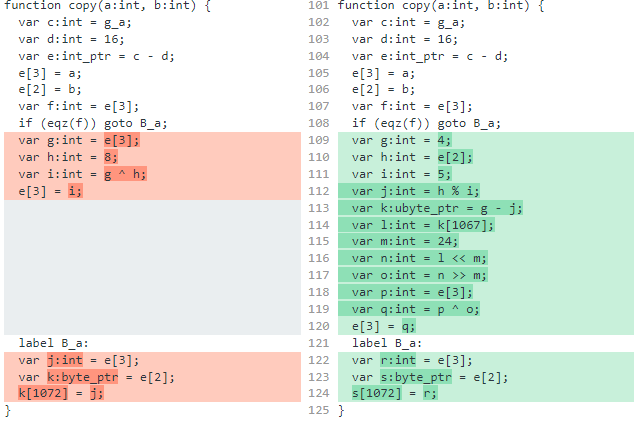 function copy(a:int, b:int) {
var c:int = g_a;
var d:int = 16;
var e:int_ptr = c - d;
e[3] = a;
e[2] = b;
var f:int = e[3];
if (eqz(f)) goto B_a;
var g:int = e[3];
var h:int = 8;
var i:int = g ^ h;
e[3] = i;
label B_a:
var j:int = e[3];
var k:byte_ptr = e[2];
k[1072] = j;
}
101 function copy(a:int, b:int) {
102 var c:int = g_a;
103 var d:int = 16;
104 var e:int_ptr = c - d;
105 e[3] = a;
106 e[2] = b;
107 var f:int = e[3];
108 if (eqz(f)) goto B_a;
109 var g:int = 4;
110 var h:int = e[2];
111 var i:int = 5;
112 var j:int = h % i;
113 var k:ubyte_ptr = g - j;
114 var l:int = k[1067];
115 var m:int = 24;
116 var n:int = l << m;
117 var o:int = n >> m;
118 var p:int = e[3];
119 var q:int = p ^ o;
120 e[3] = q;
121 label B_a:
122 var r:int = e[3];
123 var s:byte_ptr = e[2];
124 s[1072] = r;
125 }